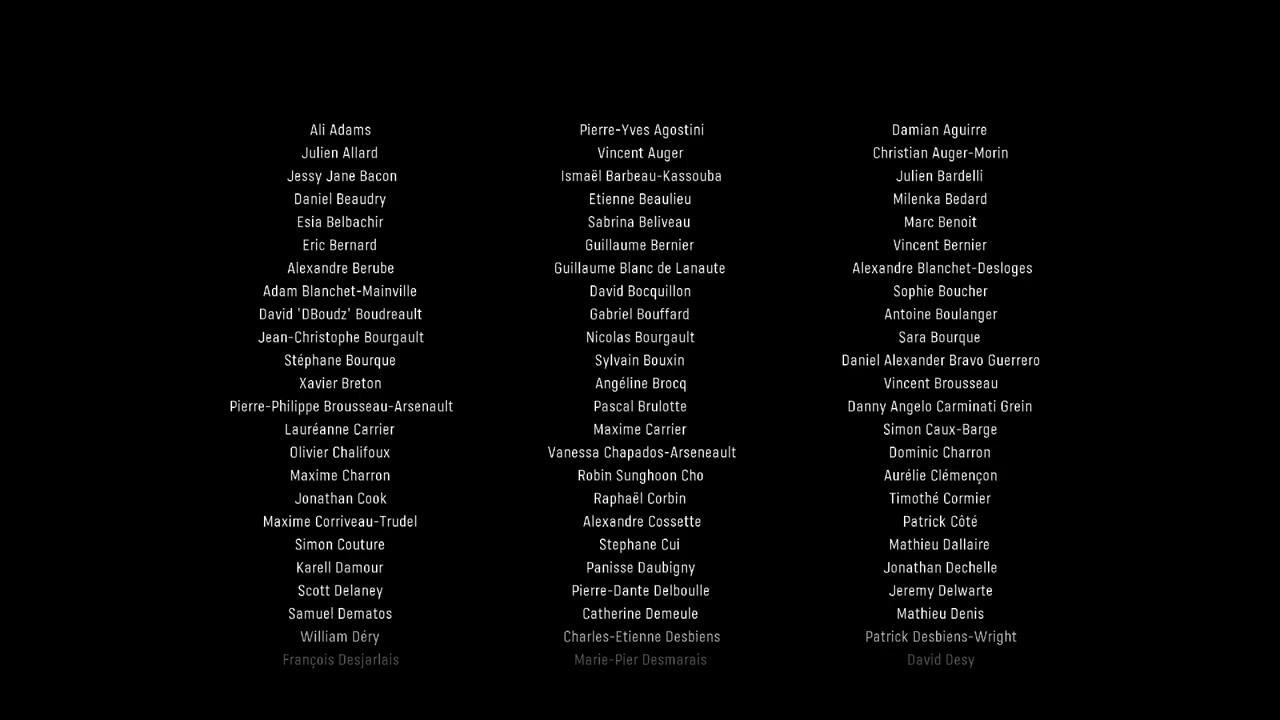 Ali Adams Pierre-Yves Agostini Damian Aguirre
Julien Allard Vincent Auger Christian Auger-Morin
Jessy Jane Bacon Ismaël Barbeau-Kassouba Julien Bardelli
Daniel Beaudry Etienne Beaulieu Milenka Bedard
Esia Belbachir Sabrina Beliveau Marc Benoit
Eric Bernard Guillaume Bernier Vincent Bernier
Alexandre Berube Guillaume Blanc de Lanaute Alexandre Blanchet-Desloges
Adam Blanchet-Mainville David Bocquillon Sophie Boucher
David 'DBoudz' Boudreault Gabriel Bouffard Antoine Boulanger
Jean-Christophe Bourgault Nicolas Bourgault Sara Bourque
Stéphane Bourque Sylvain Bouxin Daniel Alexander Bravo Guerrero
Xavier Breton Angéline Brocq Vincent Brousseau
Pierre-Philippe Brousseau-Arsenault Pascal Brulotte Danny Angelo Carminati Grein
Lauréanne Carrier Maxime Carrier Simon Caux-Barge
Olivier Chalifoux Vanessa Chapados-Arseneault Dominic Charron
Maxime Charron Robin Sunghoon Cho Aurélie Clémençon
Jonathan Cook Raphaël Corbin Timothé Cormier
Maxime Corriveau-Trudel Alexandre Cossette Patrick Côté
Simon Couture Stephane Cui Mathieu Dallaire
Karell Damour Panisse Daubigny Jonathan Dechelle
Scott Delaney Pierre-Dante Delboulle Jeremy Delwarte
Samuel Dematos Catherine Demeule Mathieu Denis
William Déry Charles-Etienne Desbiens Patrick Desbiens-Wright
François Desjarlais Marie-Pier Desmarais David Desy